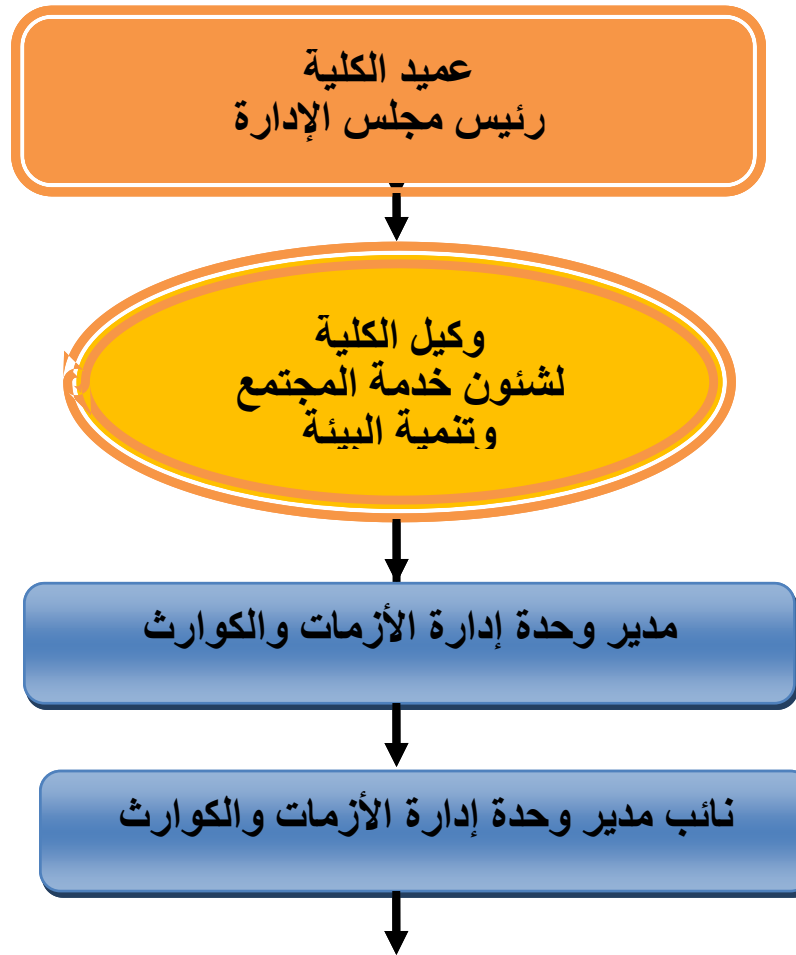 عميد الكلية
رئيس مجلس الإدارة
وكيل الكلية
لشئون خدمة المجتمع
وتنمية البيئة
مدير وحدة إدارة الأزمات والكوارث
نائب مدير وحدة إدارة الأزمات والكوارث